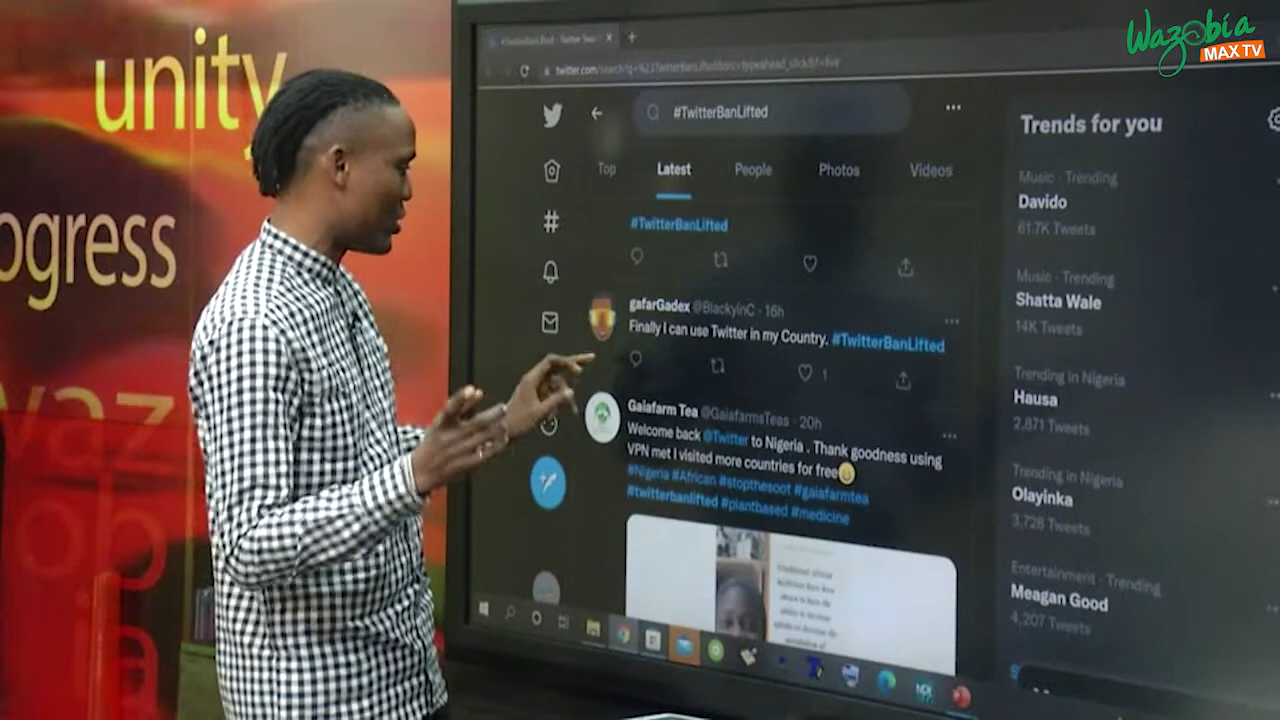 Wazobia
MAX TV
unity
ogress
waz
op
ia
#TwitterBanLifted
Top
Latest
People
Photos
Videos
#TwitterBanLifted
gafarGadex @BlackyinC · 16h
Finally I can use Twitter in my Country. #TwitterBanLifted
1
Gaiafarm Tea @GaiafarmsTeas · 20h
Welcome back @Twitter to Nigeria . Thank goodness using
VPN met I visited more countries for free
#Nigeria #African #stopthesoot #gaiafarmtea
#twitterbanlifted #plantbased #medicine
Trends for you
Music · Trending
Davido
61.7K Tweets
Music · Trending
Shatta Wale
14K Tweets
Trending in Nigeria
Hausa
2,871 Tweets
Trending in Nigeria
Olayinka
3,728 Tweets
Entertainment · Trending
Meagan Good
4,207 Tweets